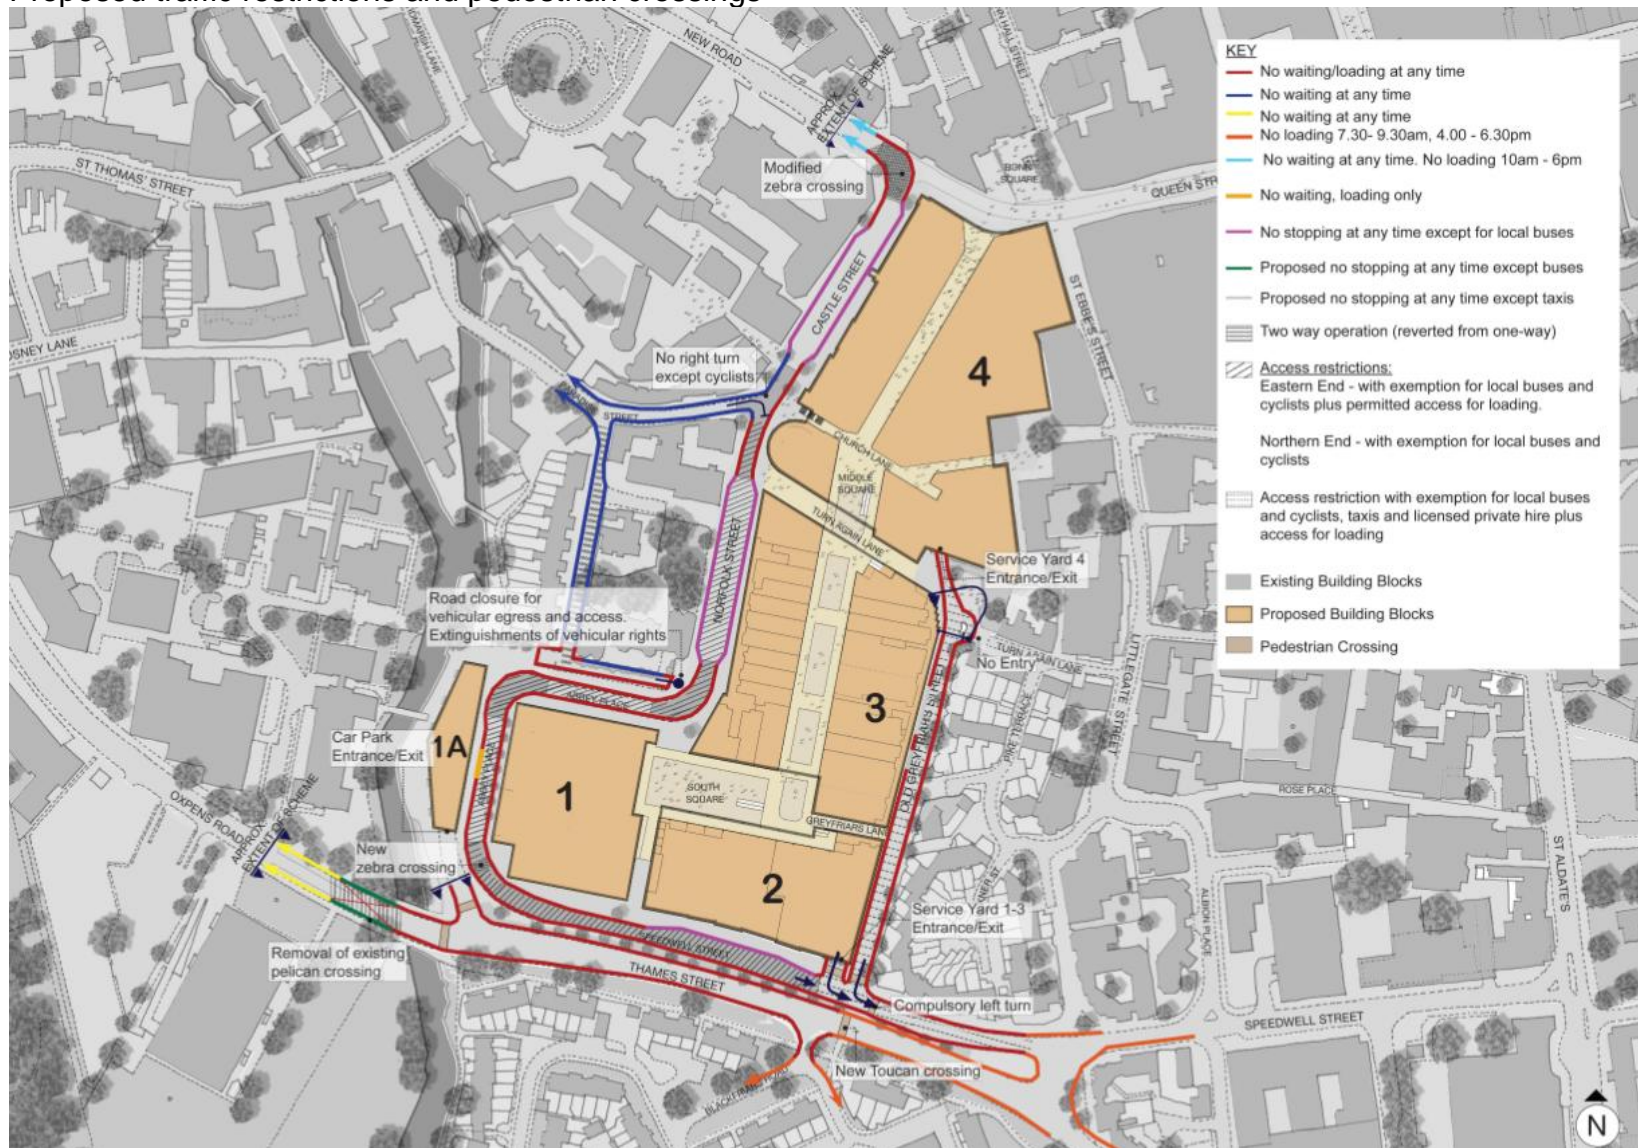 Proposed traffic restrictions and pedestrian crossings
NEW ROAD
APPROX
EXTENT OF SCHEME
ST THOMAS' STREET
Modified
zebra crossing
BONN
SQUARE
QUEEN STR
CASTLE STREET
ST EBBE'S STREET
No right turn
except cyclists
STREET
4
CHURCH LANE
MIDDLE
SQUARE
TURN AGAIN LANE
NORFOLK STREET
Service Yard 4
Entrance/Exit
Road closure for
vehicular egress and access.
Extinguishments of vehicular rights
TURN AGAIN LANE
No Entry
LITTLEGATE STREET
ABBEY PLACE
3
OLD GREYFRIARS STREET
PIKE TERRACE
Car Park
Entrance/Exit
1A
1
SOUTH
SQUARE
ROSE PLACE
GREYFRIARS LANE
OXPENS ROAD
APPROX
EXTENT OF SCHEME
New
zebra crossing
2
ST ALDATE'S
ALBION PLACE
Service Yard 1-3
Entrance/Exit
Removal of existing
pelican crossing
SPEEDWELL STREET
THAMES STREET
Compulsory left turn
SPEEDWELL STREET
New Toucan crossing
KEY
No waiting/loading at any time
No waiting at any time
No waiting at any time
No loading 7.30- 9.30am, 4.00 - 6.30pm
No waiting at any time. No loading 10am - 6pm
No waiting, loading only
No stopping at any time except for local buses
Proposed no stopping at any time except buses
Proposed no stopping at any time except taxis
Two way operation (reverted from one-way)
Access restrictions:
Eastern End - with exemption for local buses and
cyclists plus permitted access for loading.
Northern End - with exemption for local buses and
cyclists
Access restriction with exemption for local buses
and cyclists, taxis and licensed private hire plus
access for loading
Existing Building Blocks
Proposed Building Blocks
Pedestrian Crossing
N